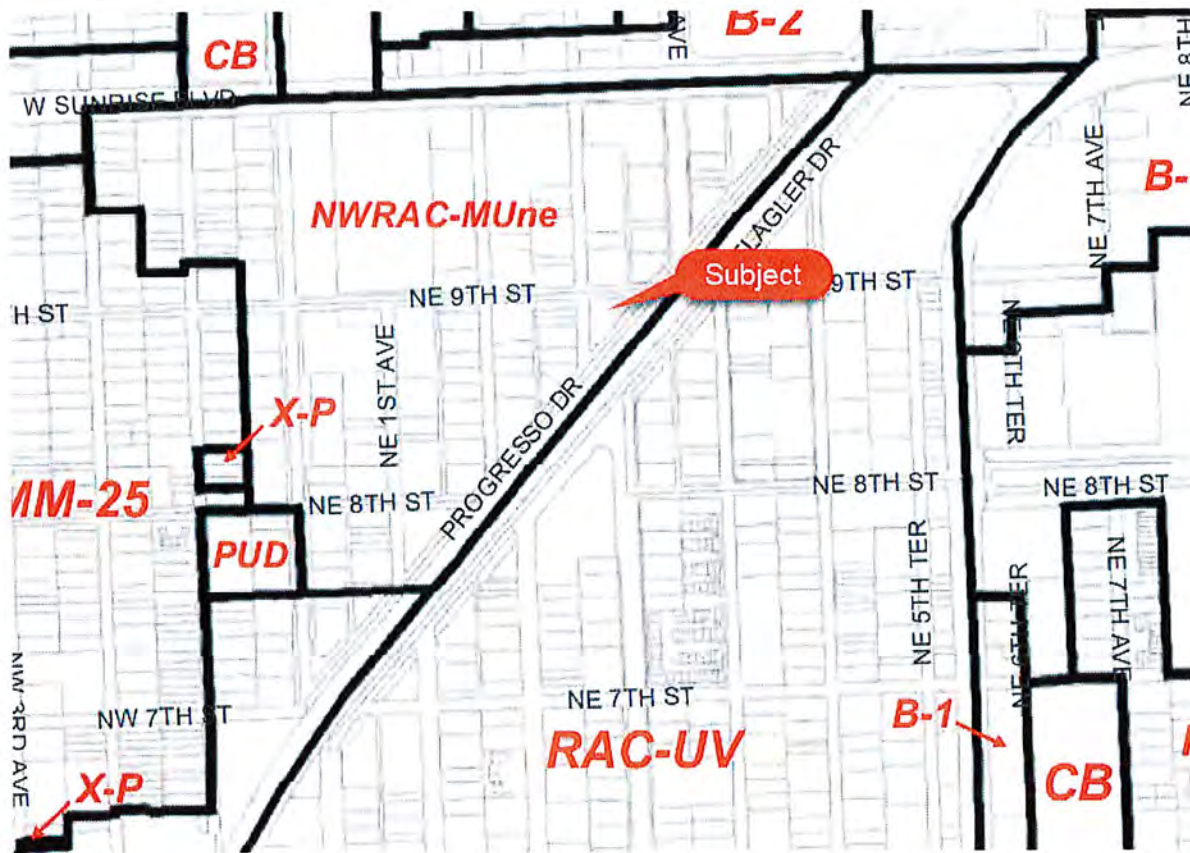 AVE
B-2
NE 8TH
CB
W SUNRISE BLVD
NE 7TH AVE
FLAGLER DR
B-
NWRAC-MUne
Subject
NE 9TH ST
9TH ST
H ST
NE 1ST AVE
X-P
PROGRESSO DR
MM-25
NE 8TH ST
NE 8TH ST
NE 8TH ST
PUD
NE 5TH TER
NE 7TH AVE
NE 6TH TER
NE 7TH ST
NW 7TH ST
NW 3RD AVE
B-1
RAC-UV
CB
X-P